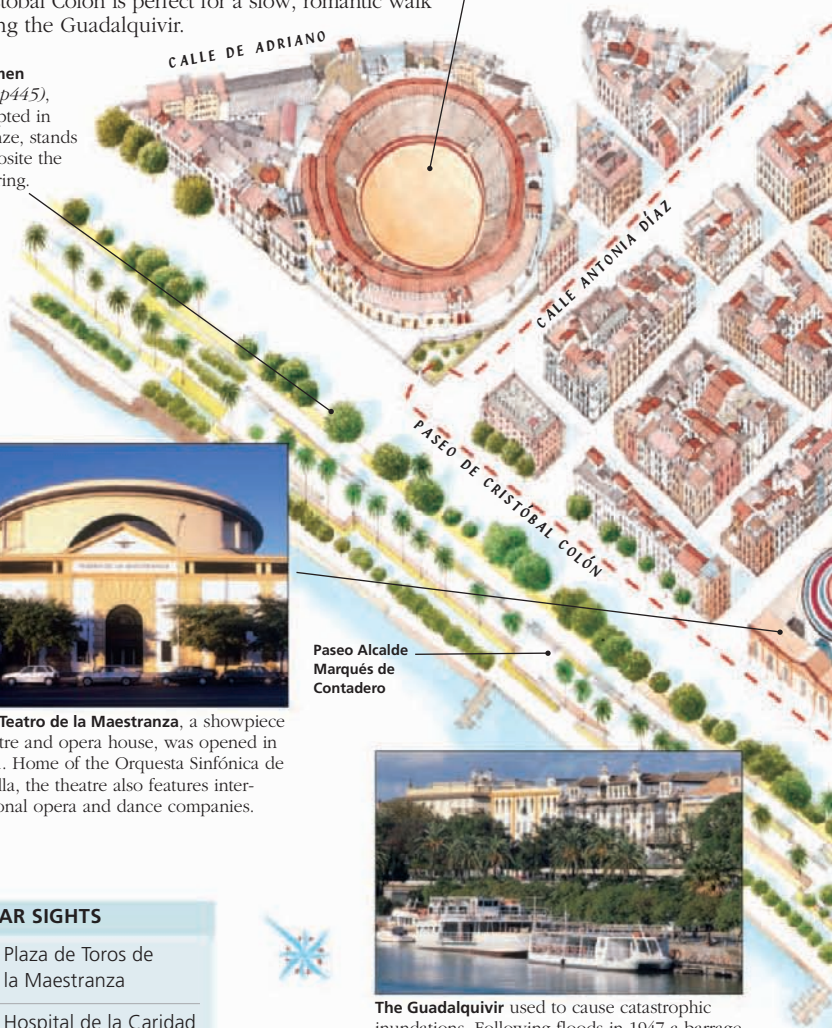 Colón is perfect for a slow, romantic walk
the Guadalquivir.
CALLE DE ADRIANO
p445),
in
stands
the
CALLE ANTONIA DÍAZ
PASEO DE CRISTÓBAL COLÓN
Paseo Alcalde
Marqués de
Contadero
Teatro de la Maestranza, a showpiece
and opera house, was opened in
Home of the Orquesta Sinfónica de
the theatre also features inter-
opera and dance companies.
SIGHTS
Plaza de Toros de
la Maestranza
Hospital de la Caridad
The Guadalquivir used to cause catastrophic
inundations. Following floods in 1947 a barrage